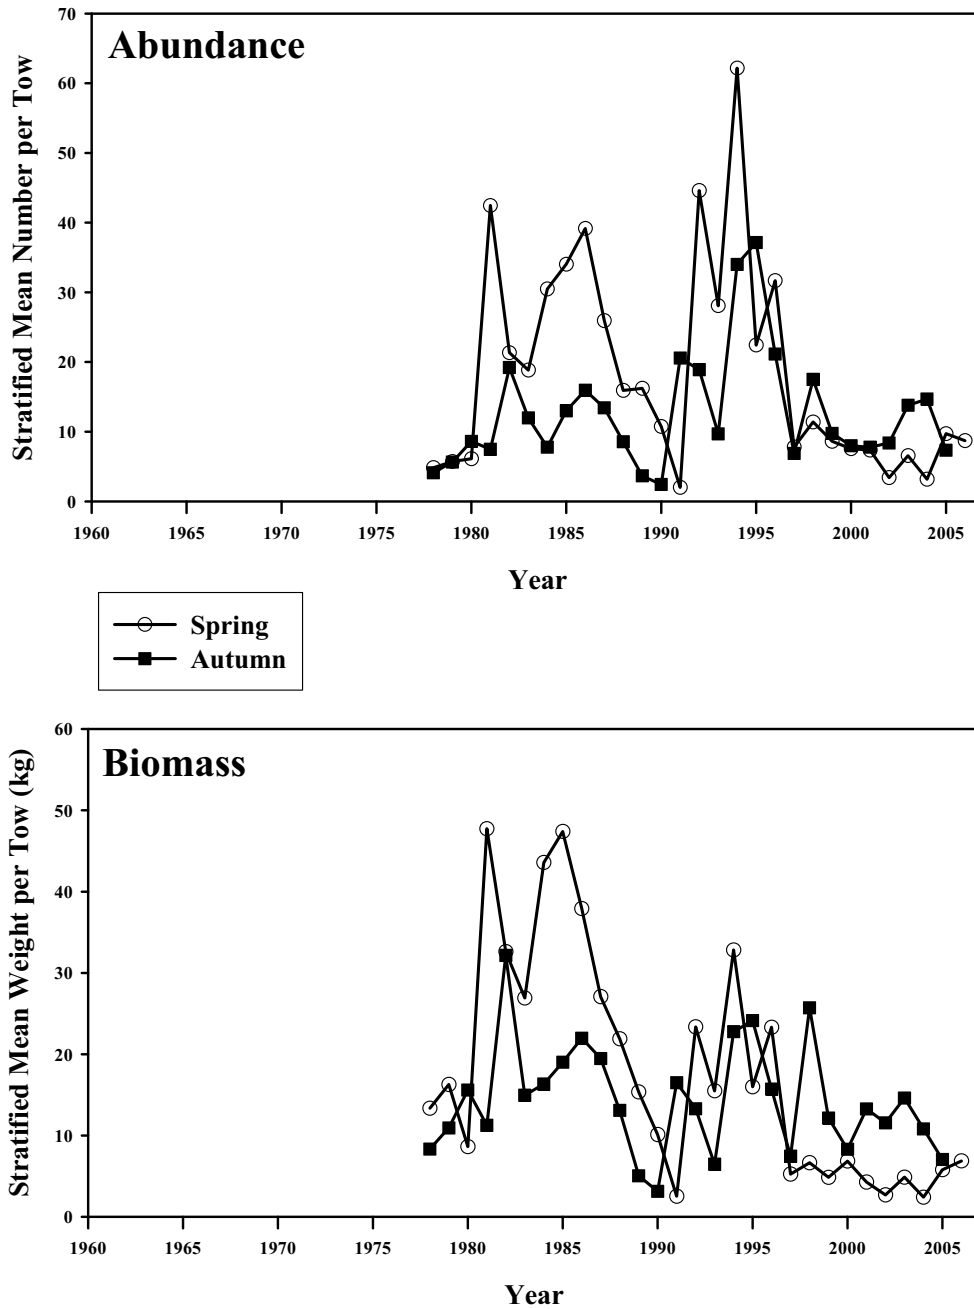 Abundance
Stratified Mean Number per Tow
70
60
50
40
30
20
10
0
1960 1965 1970 1975 1980 1985 1990 1995 2000 2005
Year
Spring
Autumn
Biomass
Stratified Mean Weight per Tow (kg)
60
50
40
30
20
10
0
1960 1965 1970 1975 1980 1985 1990 1995 2000 2005
Year